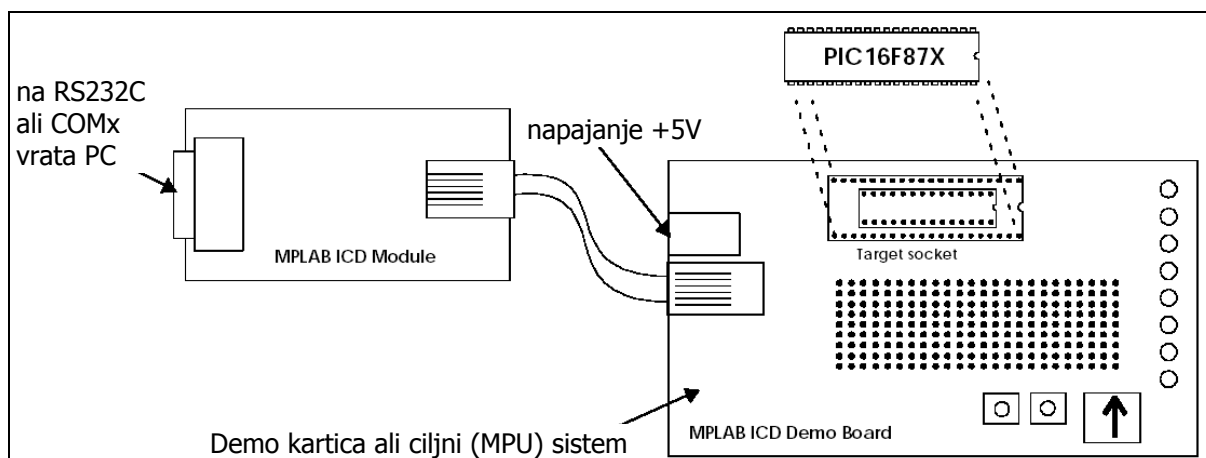 PIC16F87X
na RS232C
ali COMx
vrata PC
napajanje +5V
MPLAB ICD Module
Target socket
Demo kartica ali ciljni (MPU) sistem
MPLAB ICD Demo Board